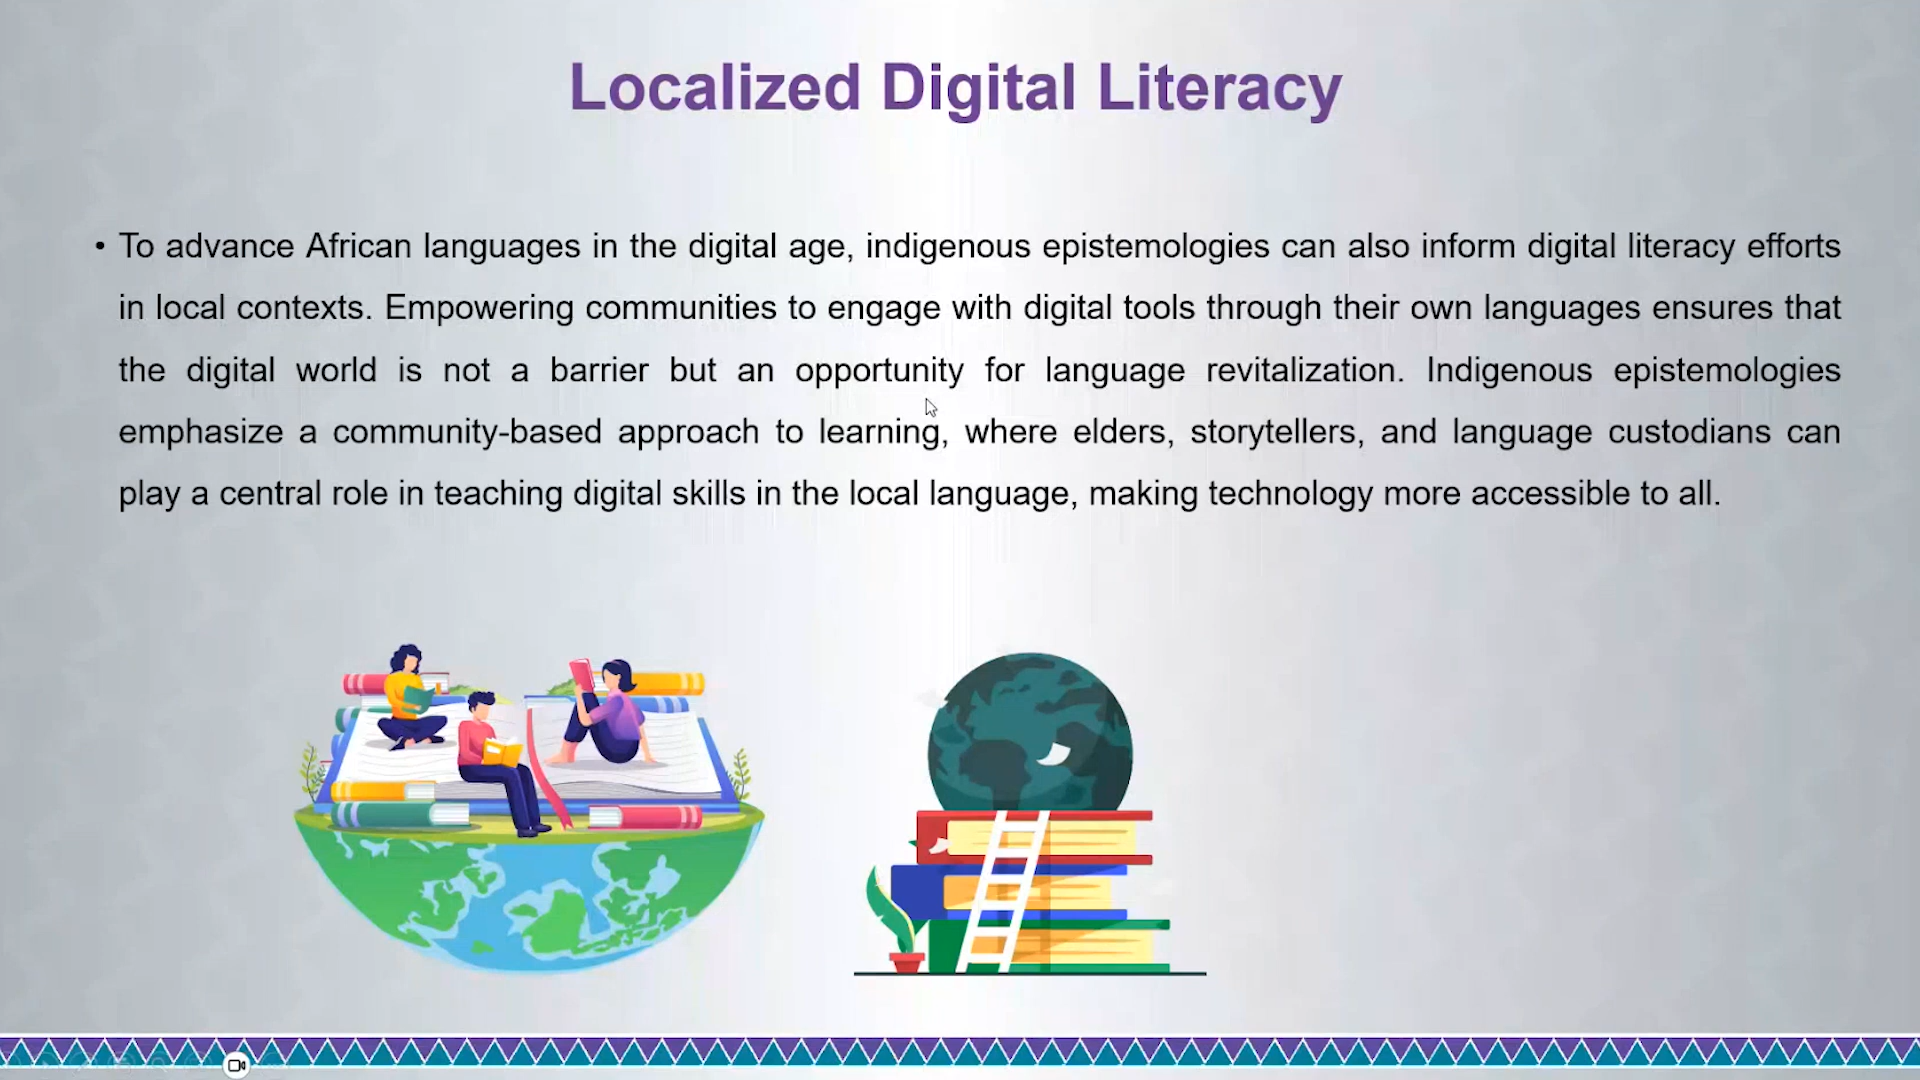 Localized Digital Literacy
• To advance African languages in the digital age, indigenous epistemologies can also inform digital literacy efforts
in local contexts. Empowering communities to engage with digital tools through their own languages ensures that
the digital world is not a barrier but an opportunity for language revitalization. Indigenous epistemologies
emphasize a community-based approach to learning, where elders, storytellers, and language custodians can
play a central role in teaching digital skills in the local language, making technology more accessible to all.